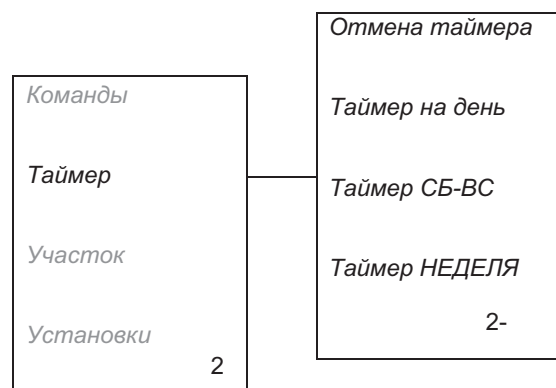 Команды
Таймер
Участок
Установки
2
Отмена таймера
Таймер на день
Таймер СБ-ВС
Таймер НЕДЕЛЯ
2-